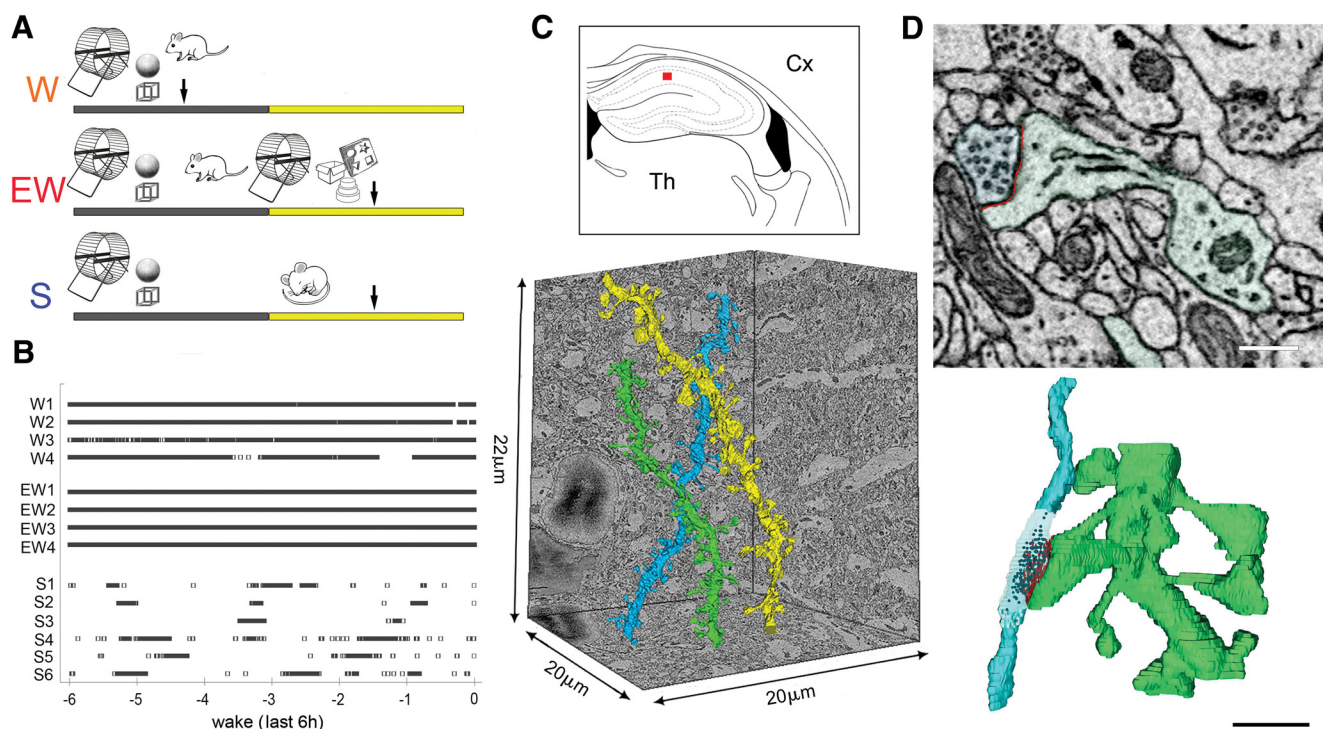 A
W
EW
S
B
W1
W2
W3
W4
EW1
EW2
EW3
EW4
S1
S2
S3
S4
S5
S6
-6 -5 -4 -3 -2 -1 0
wake (last 6h)
C
Cx
Th
22μm
20μm
20μm
D